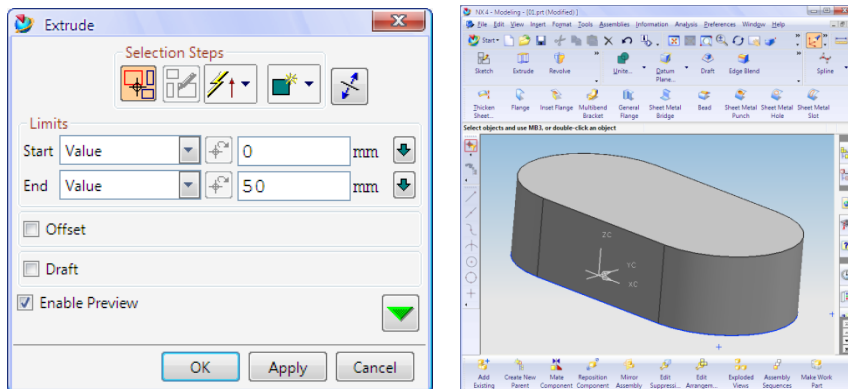 Extrude
Selection Steps
Limits
Start Value 0 mm
End Value 50 mm
Offset
Draft
Enable Preview
OK Apply Cancel
NX 4 - Modeling - [01.prt (Modified) ]
File Edit View Insert Format Tools Assemblies Information Analysis Preferences Window Help
Start
Sketch Extrude Revolve Unite... Datum Plane... Draft Edge Blend Spline
Thicken Sheet... Flange Inset Flange Multibend Bracket General Flange Sheet Metal Bridge Bead Sheet Metal Punch Sheet Metal Hole Sheet Metal Slot
Select objects and use MB3, or double-click an object
ZC
YC
XC
Add Existing Create New Parent Mate Component Reposition Component Mirror Assembly Edit Suppressi... Edit Arrangem... Exploded Views Assembly Sequences Make Work Part